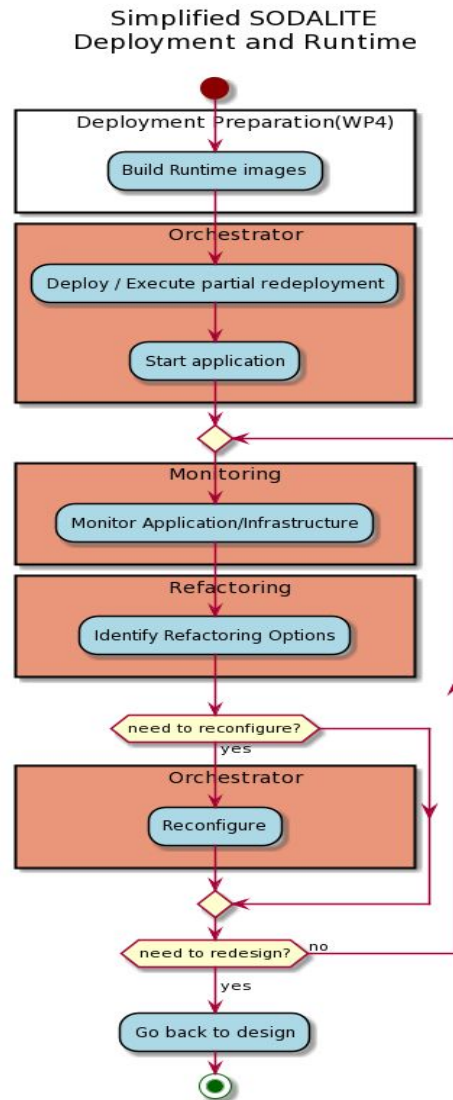 Simplified SODALITE
Deployment and Runtime
Deployment Preparation(WP4)
Build Runtime images
Orchestrator
Deploy / Execute partial redeployment
Start application
Monitoring
Monitor Application/Infrastructure
Refactoring
Identify Refactoring Options
need to reconfigure?
yes
Orchestrator
Reconfigure
need to redesign?
no
yes
Go back to design